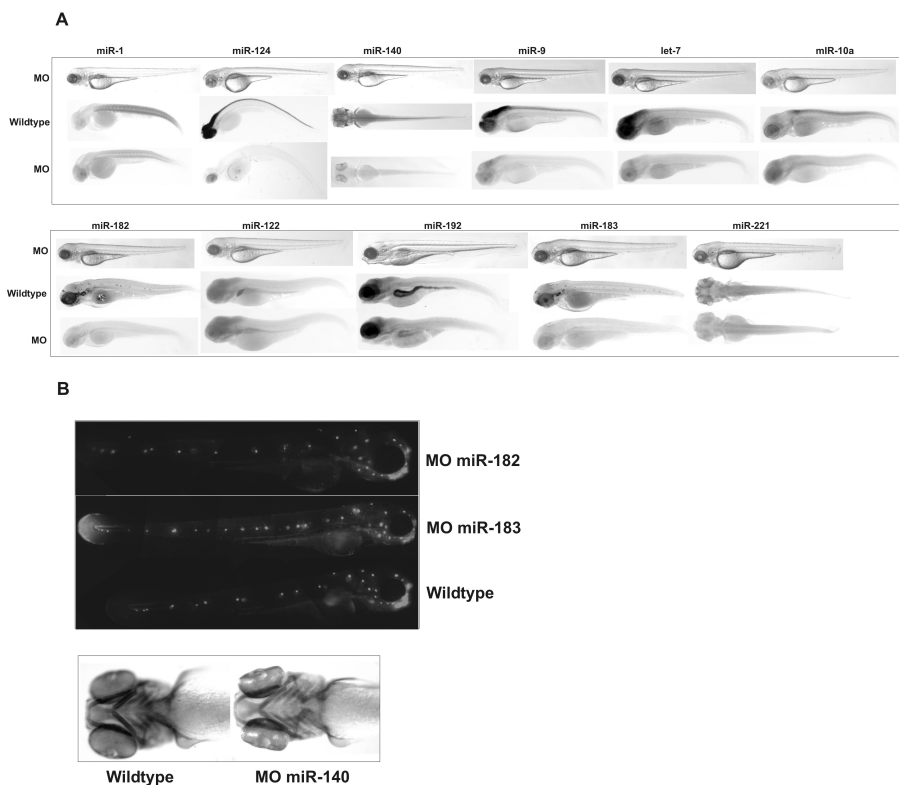 A
miR-1 miR-124 miR-140 miR-9 let-7 mIR-10a
MO
Wildtype
MO
miR-182 miR-122 miR-192 miR-183 miR-221
MO
Wildtype
MO
B
MO miR-182
MO miR-183
Wildtype
Wildtype MO miR-140